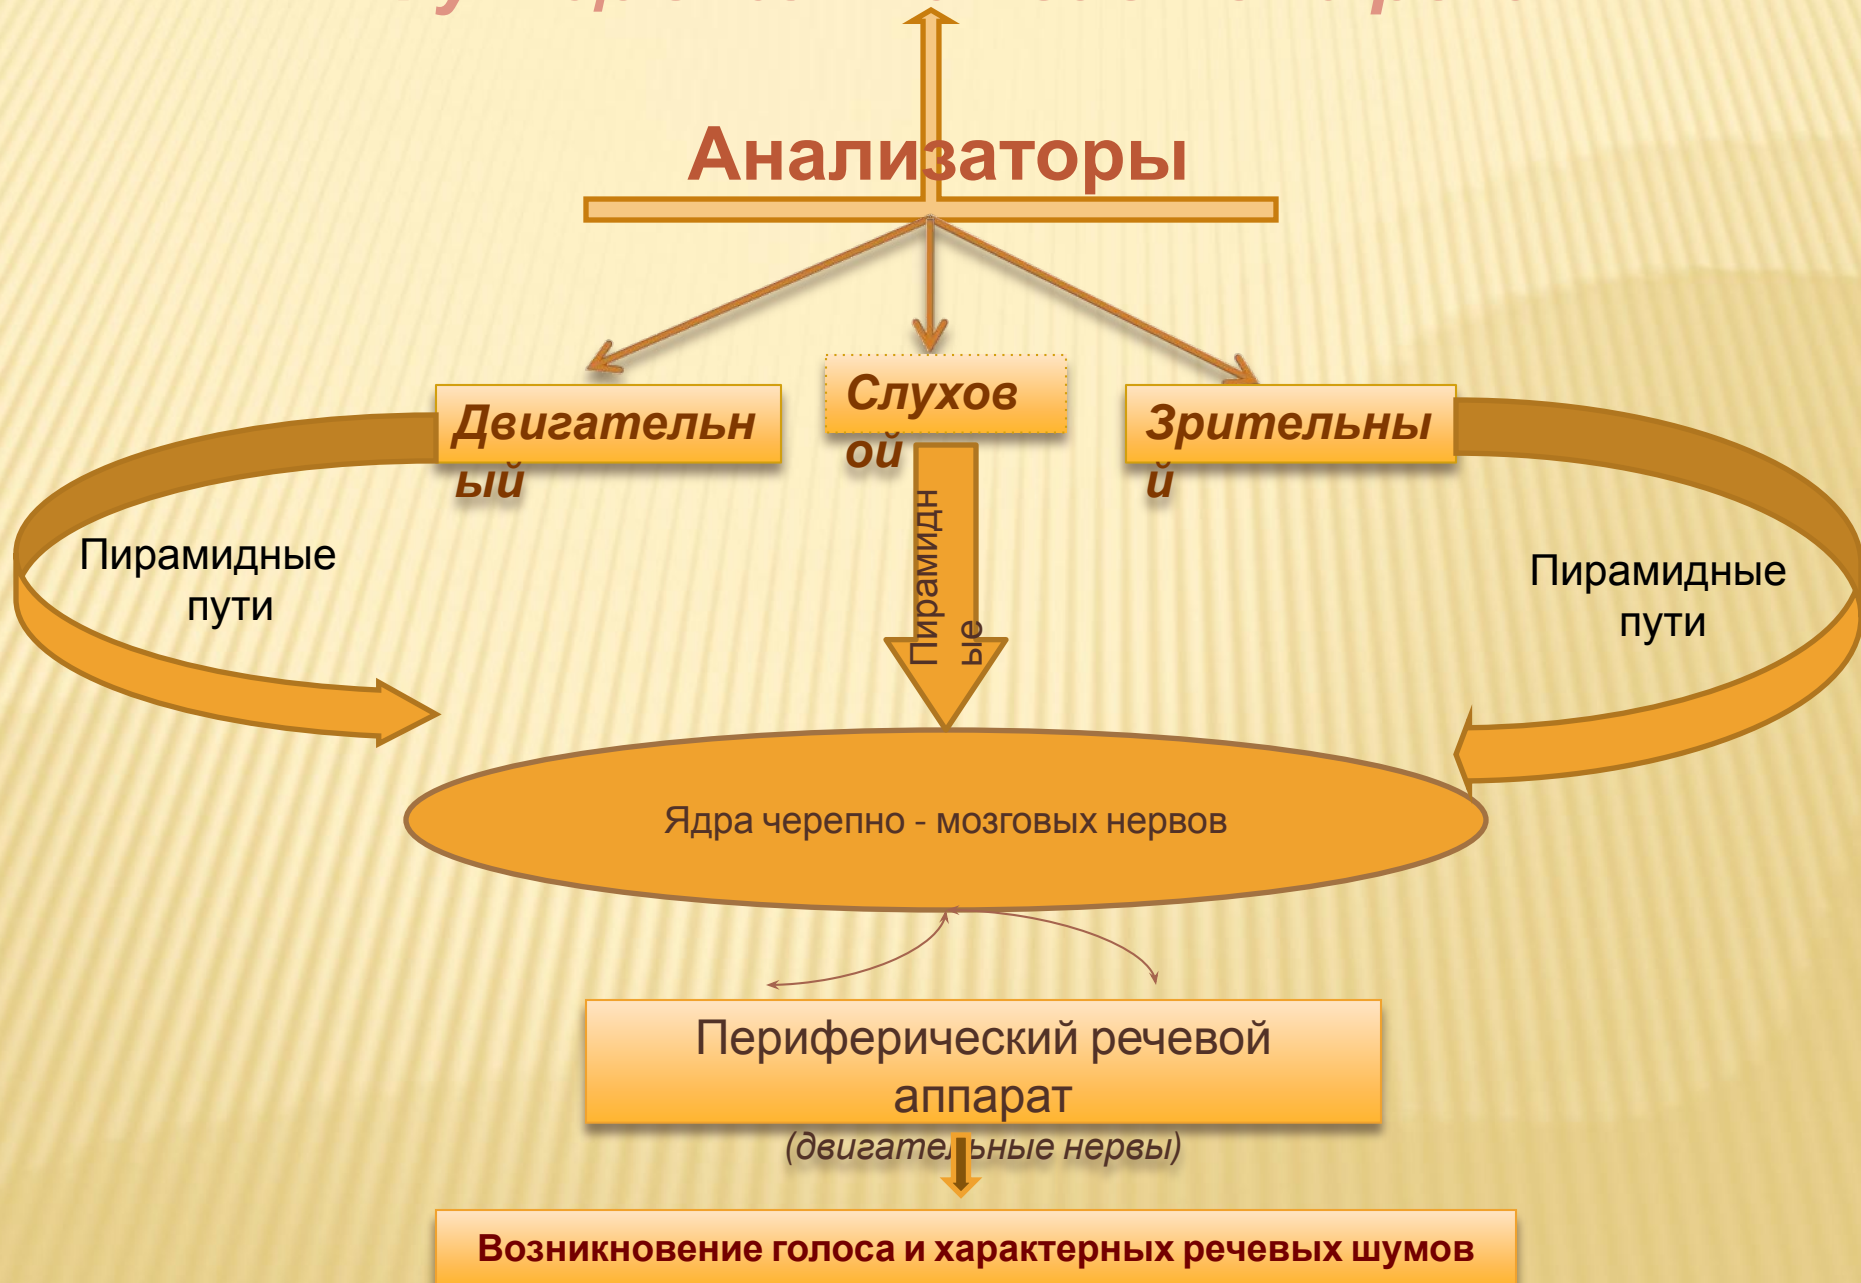 Анализаторы
Двигательн
ый
Слухов
ой
Зрительны
й
Пирамидные
пути
Пирамидн
ые
Пирамидные
пути
Ядра черепно - мозговых нервов
Периферический речевой
аппарат
(двигательные нервы)
Возникновение голоса и характерных речевых шумов